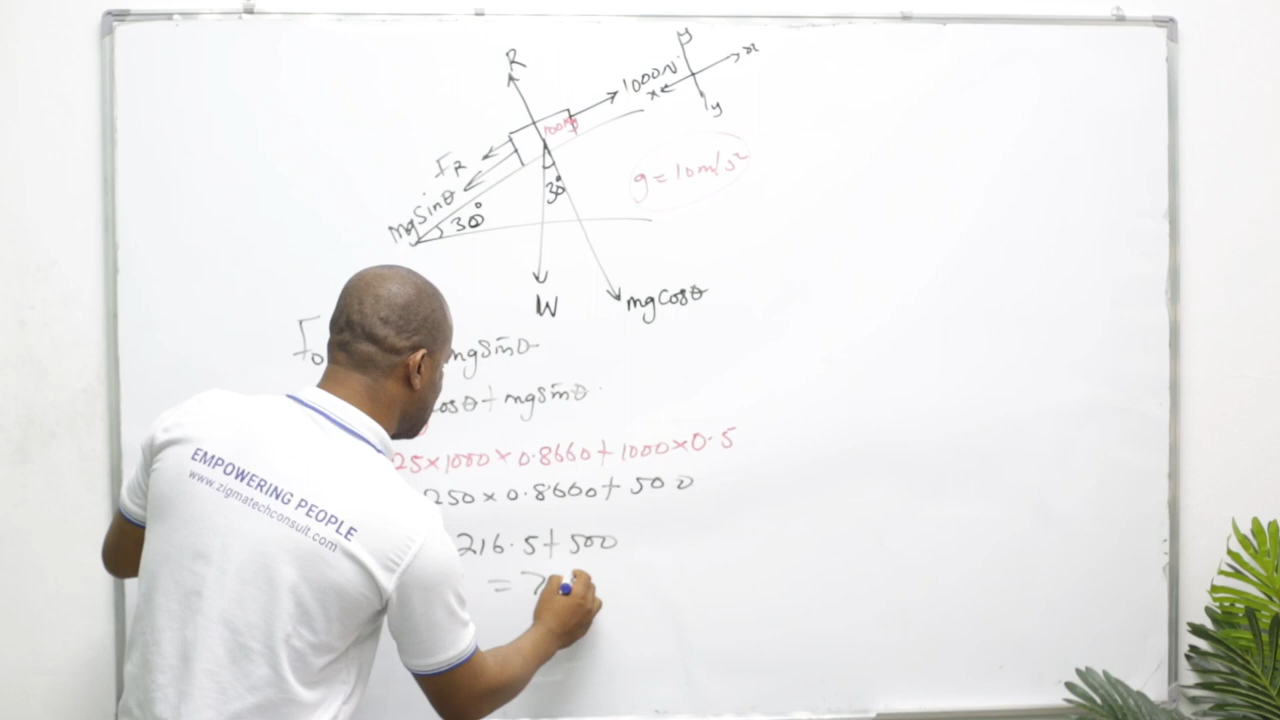 y
R
1000N
x
x
y
100kg
g = 10m/s²
FR
30°
mgSinθ
30°
W
mgCosθ
mgSinθ
osθ + mgSinθ
25 × 1000 × 0.8660 + 1000 × 0.5
250 × 0.8660 + 500
216.5 + 500
= 7
EMPOWERING PEOPLE
www.zigmatechconsult.com